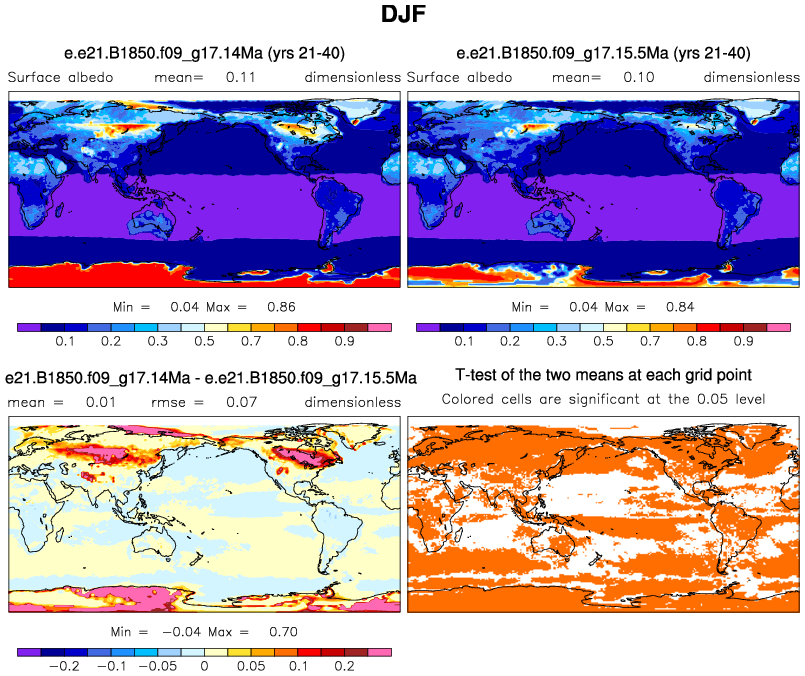 DJF
e.e21.B1850.f09_g17.14Ma (yrs 21-40)
Surface albedo mean= 0.11 dimensionless
Min = 0.04 Max = 0.86
0.1 0.2 0.3 0.5 0.7 0.8 0.9
e.e21.B1850.f09_g17.15.5Ma (yrs 21-40)
Surface albedo mean= 0.10 dimensionless
Min = 0.04 Max = 0.84
0.1 0.2 0.3 0.5 0.7 0.8 0.9
e21.B1850.f09_g17.14Ma - e.e21.B1850.f09_g17.15.5Ma
mean = 0.01 rmse = 0.07 dimensionless
Min = -0.04 Max = 0.70
-0.2 -0.1 -0.05 0 0.05 0.1 0.2
T-test of the two means at each grid point
Colored cells are significant at the 0.05 level